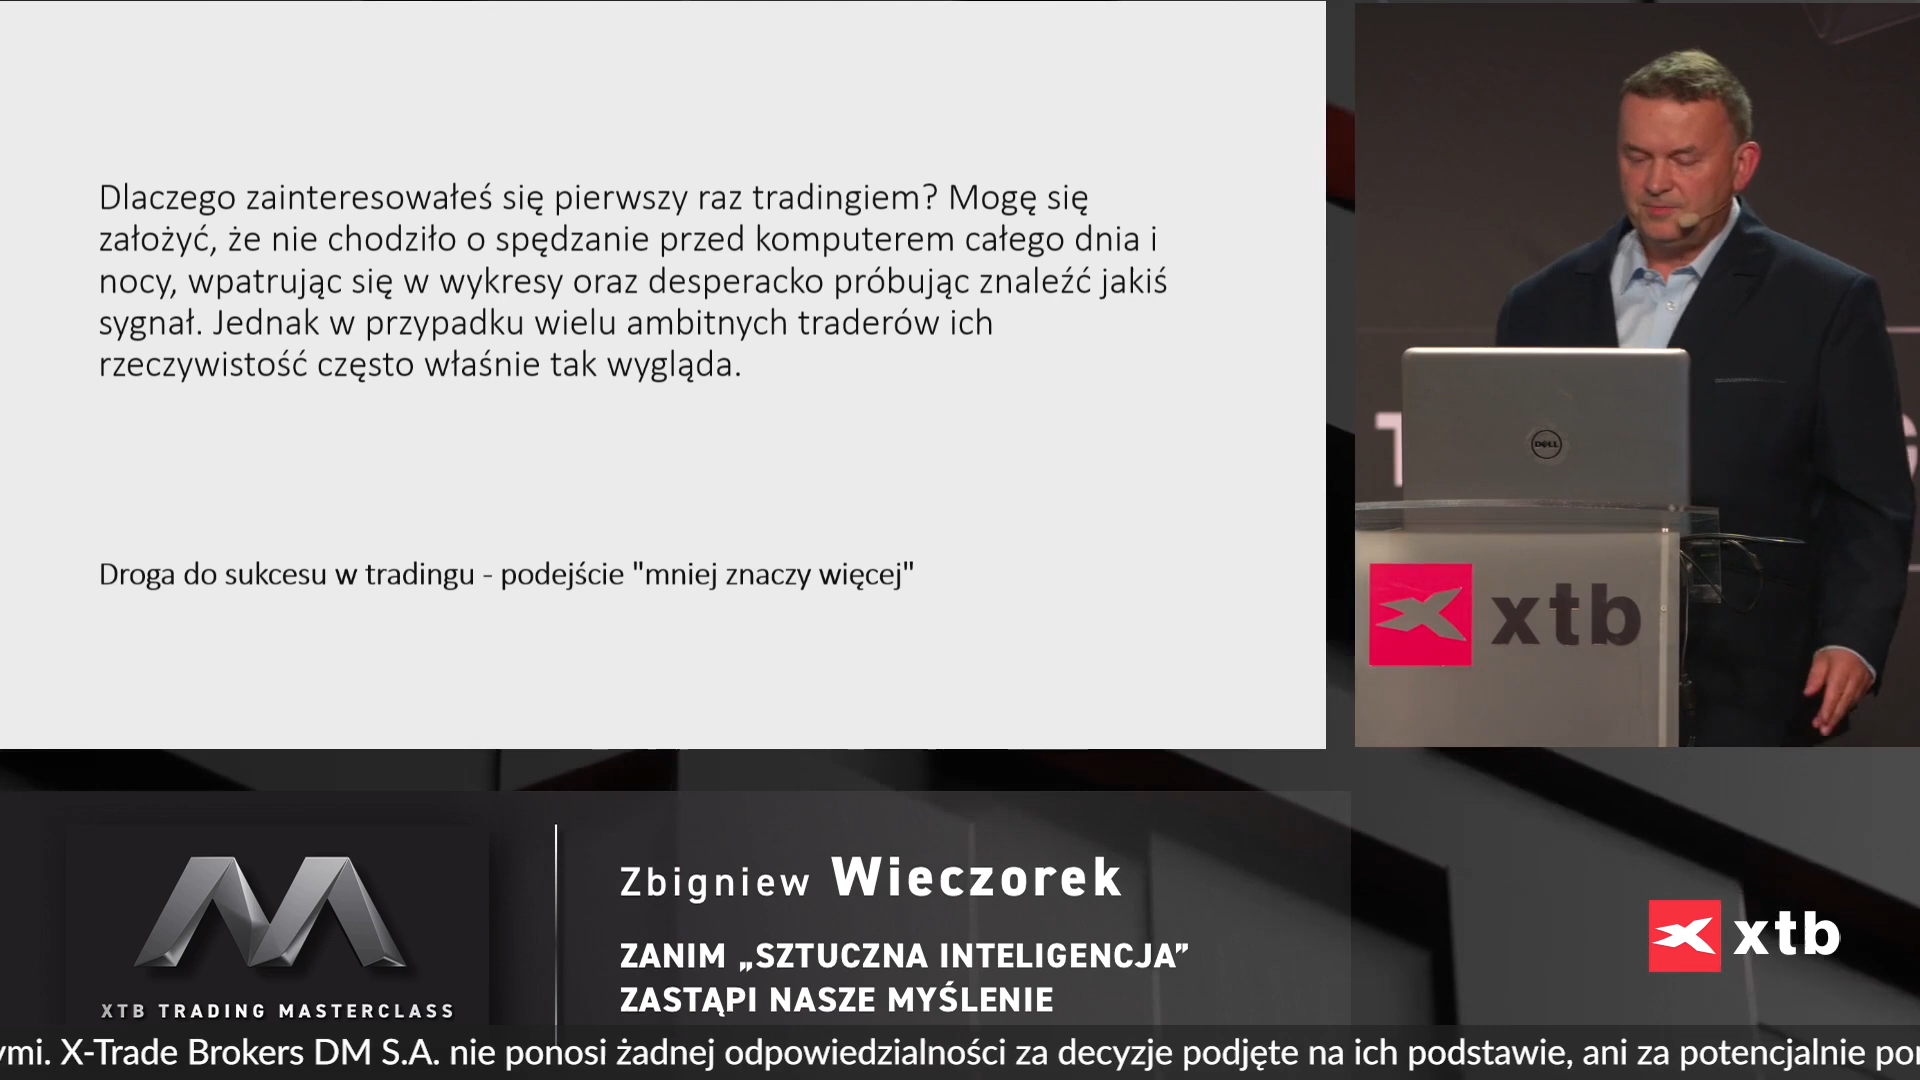 Dlaczego zainteresowałeś się pierwszy raz tradingiem? Mogę się
założyć, że nie chodziło o spędzanie przed komputerem całego dnia i
nocy, wpatrując się w wykresy oraz desperacko próbując znaleźć jakiś
sygnał. Jednak w przypadku wielu ambitnych traderów ich
rzeczywistość często właśnie tak wygląda.
Droga do sukcesu w tradingu - podejście "mniej znaczy więcej"
DELL
xtb
Zbigniew Wieczorek
ZANIM „SZTUCZNA INTELIGENCJA”
ZASTĄPI NASZE MYŚLENIE
XTB TRADING MASTERCLASS
xtb
X-Trade Brokers DM S.A. nie ponosi żadnej odpowiedzialności za decyzje podjęte na ich podstawie, ani za potencjalnie